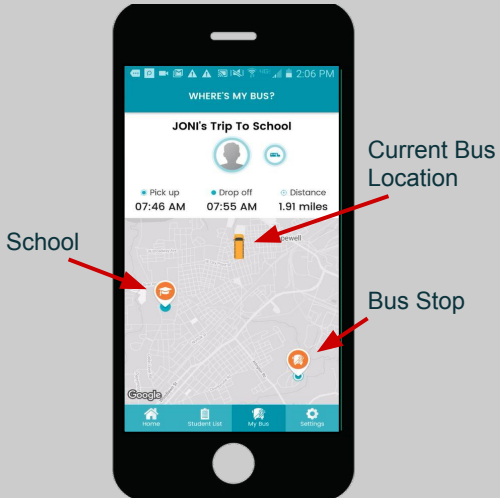 2:06 PM
WHERE'S MY BUS?
JONI's Trip To School
Pick up Drop off Distance
07:46 AM 07:55 AM 1.91 miles
Current Bus
Location
School
Bus Stop
Google
Home Student List My Bus Settings